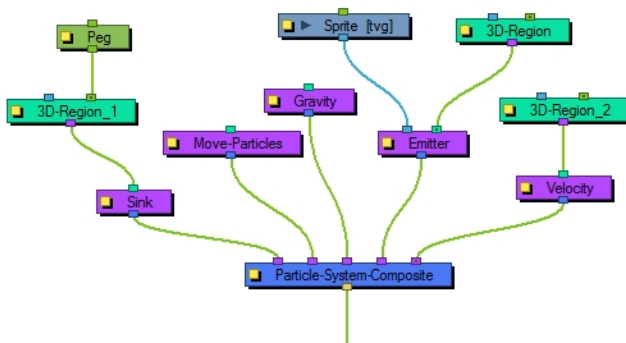 Peg
Sprite [tvg]
3D-Region
3D-Region_1
Gravity
3D-Region_2
Move-Particles
Emitter
Sink
Velocity
Particle-System-Composite